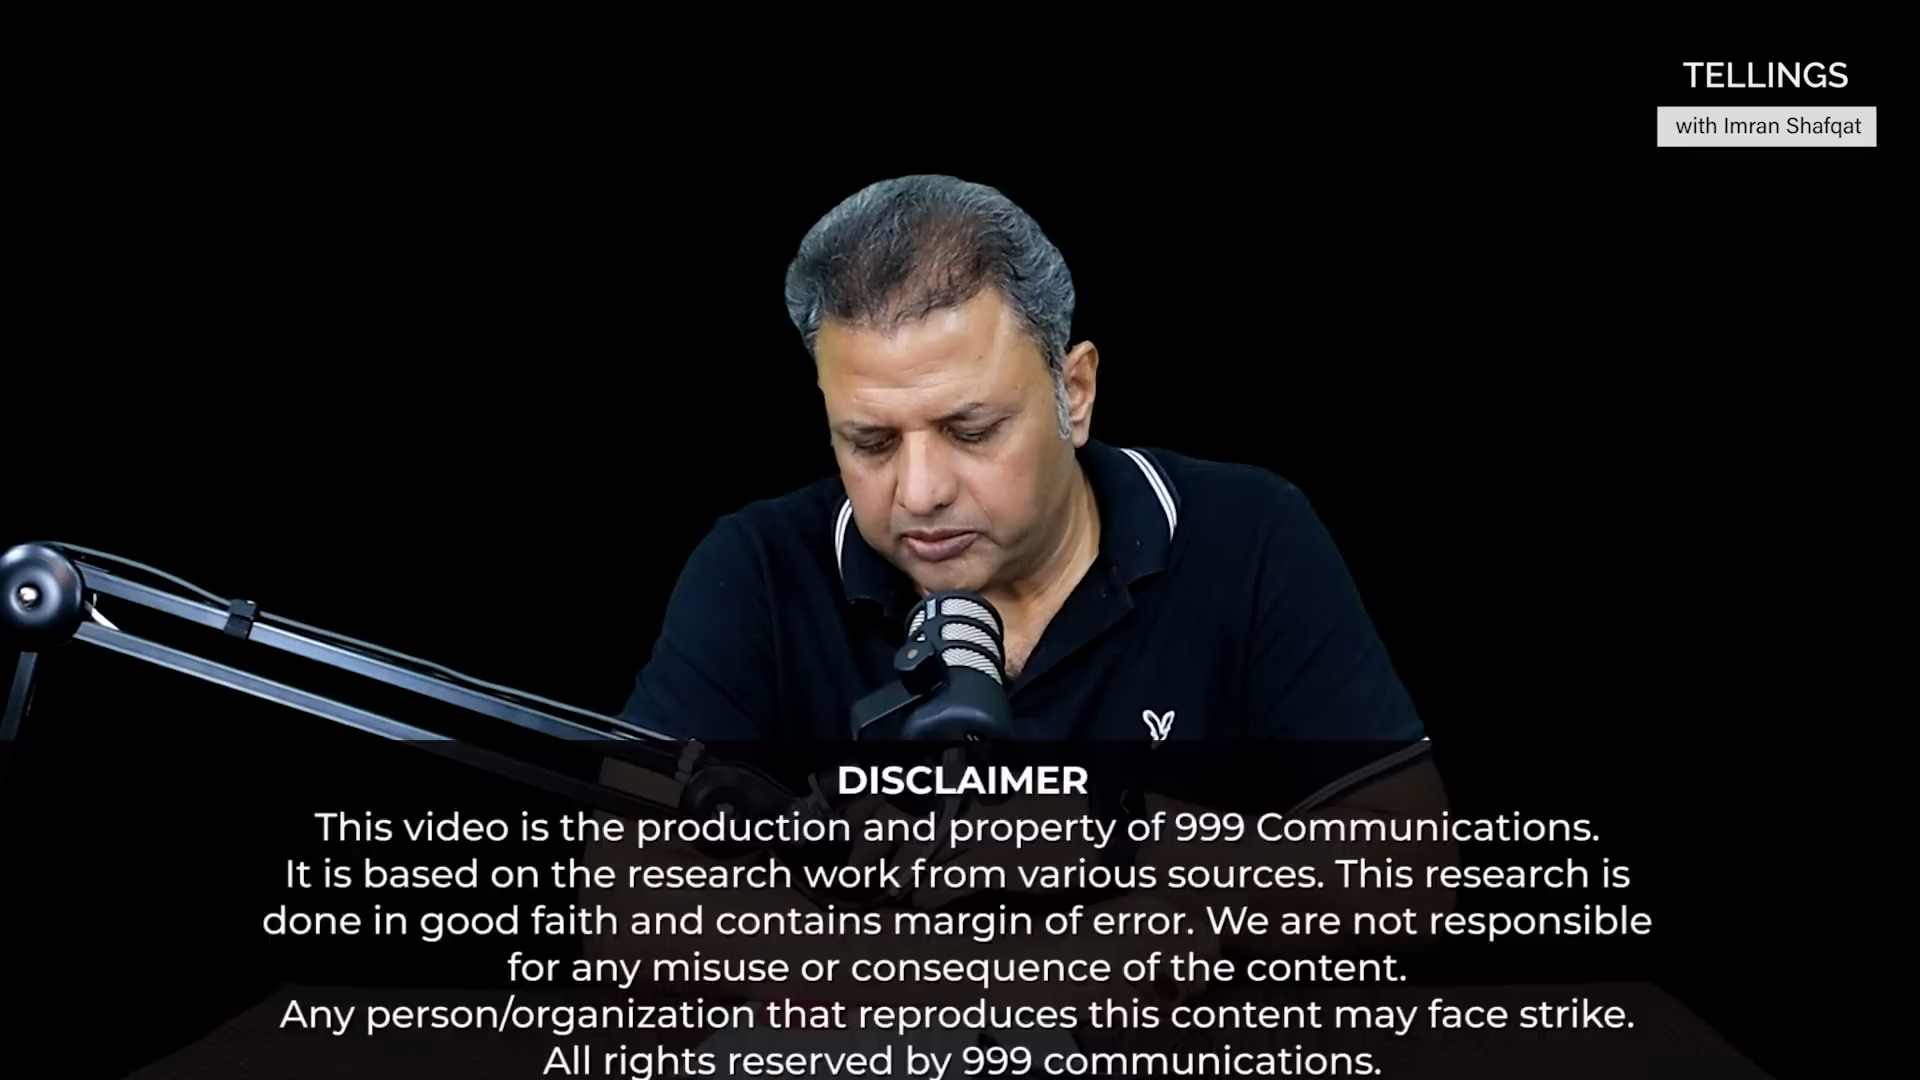 TELLINGS
with Imran Shafqat
DISCLAIMER
This video is the production and property of 999 Communications.
It is based on the research work from various sources. This research is
done in good faith and contains margin of error. We are not responsible
for any misuse or consequence of the content.
Any person/organization that reproduces this content may face strike.
All rights reserved by 999 communications.